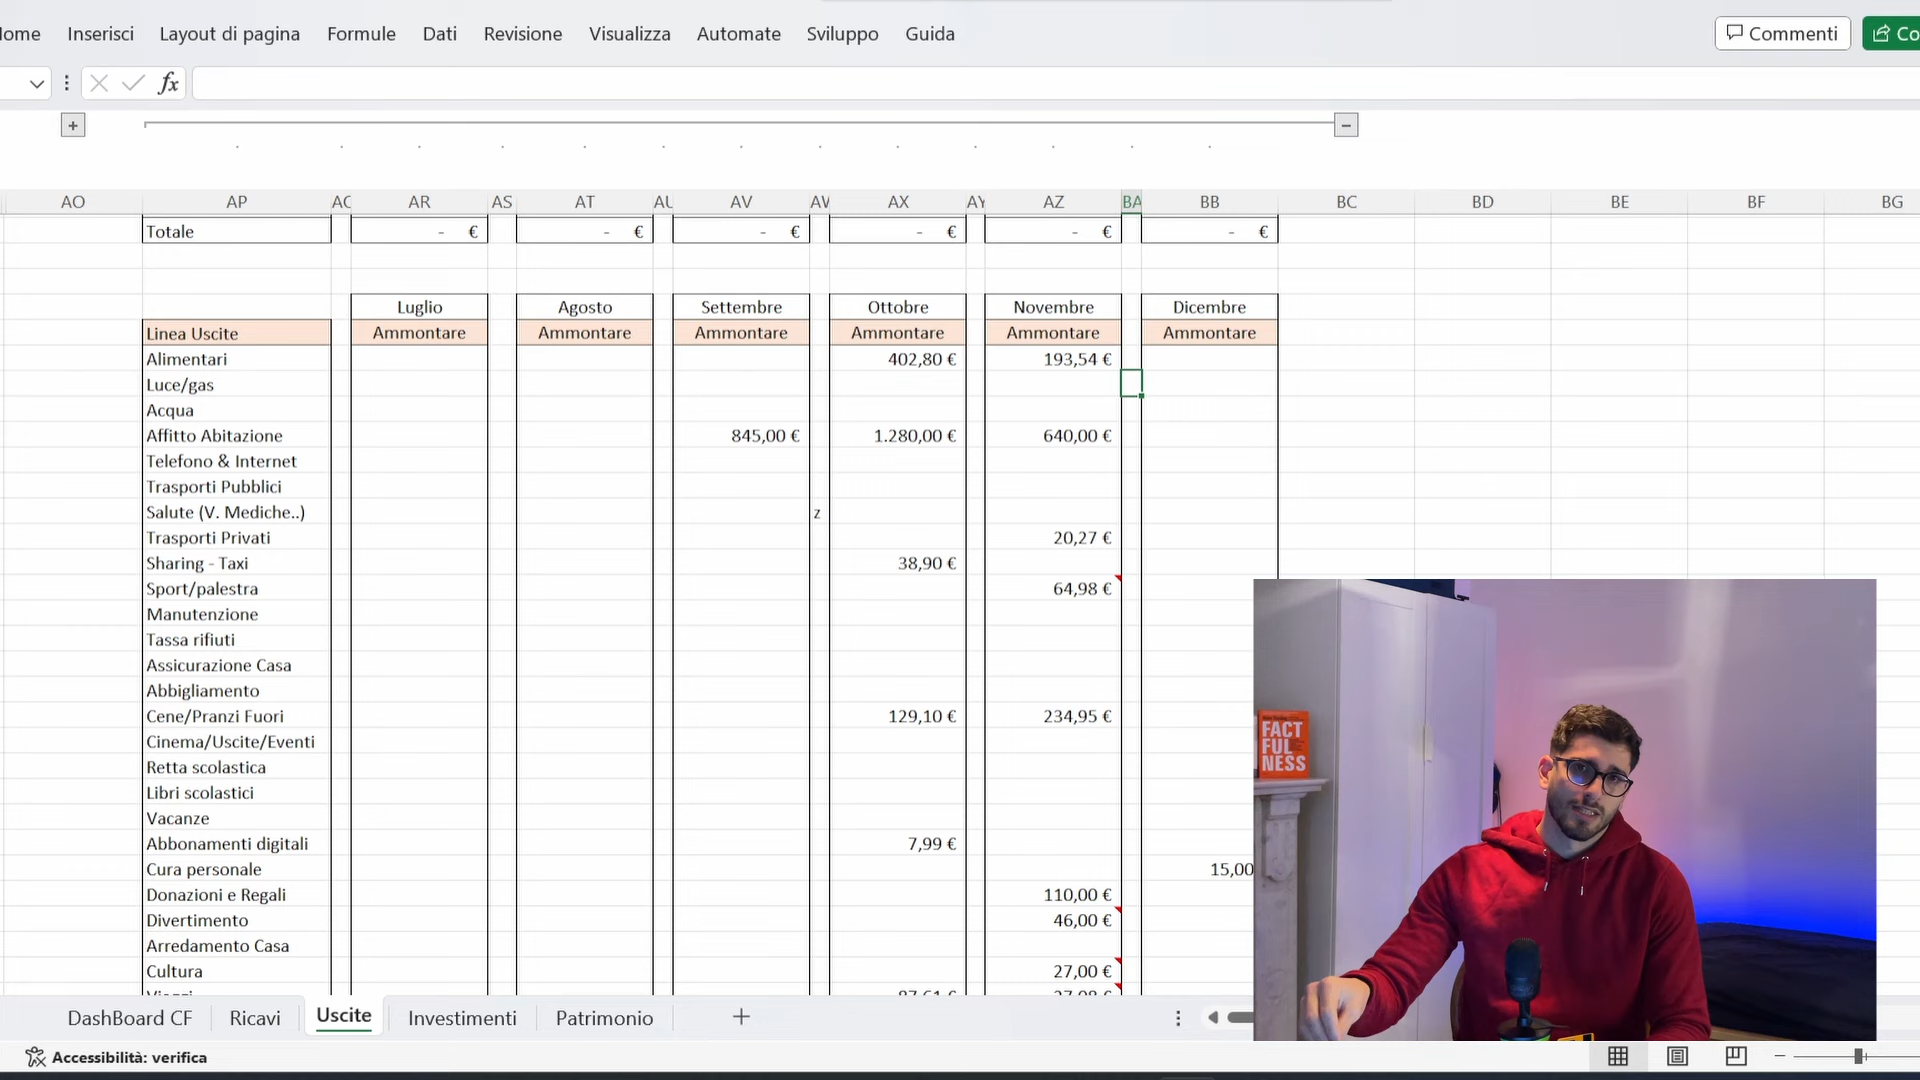 Inserisci Layout di pagina Formule Dati Revisione Visualizza Automate Sviluppo Guida Commenti
fx
AO AP AR AS AT AV AX AY AZ BA BB BC BD BE BF BG
Totale - € - € - € - € - € - €
Luglio Agosto Settembre Ottobre Novembre Dicembre
Linea Uscite Ammontare Ammontare Ammontare Ammontare Ammontare Ammontare
Alimentari 402,80 € 193,54 €
Luce/gas
Acqua
Affitto Abitazione 845,00 € 1.280,00 € 640,00 €
Telefono & Internet
Trasporti Pubblici
Salute (V. Mediche..) z
Trasporti Privati 20,27 €
Sharing - Taxi 38,90 €
Sport/palestra 64,98 €
Manutenzione
Tassa rifiuti
Assicurazione Casa
Abbigliamento
Cene/Pranzi Fuori 129,10 € 234,95 €
Cinema/Uscite/Eventi
Retta scolastica
Libri scolastici
Vacanze
Abbonamenti digitali 7,99 €
Cura personale 15,00
Donazioni e Regali 110,00 €
Divertimento 46,00 €
Arredamento Casa
Cultura 27,00 €
FACT
FUL
NESS
DashBoard CF Ricavi Uscite Investimenti Patrimonio
Accessibilità: verifica